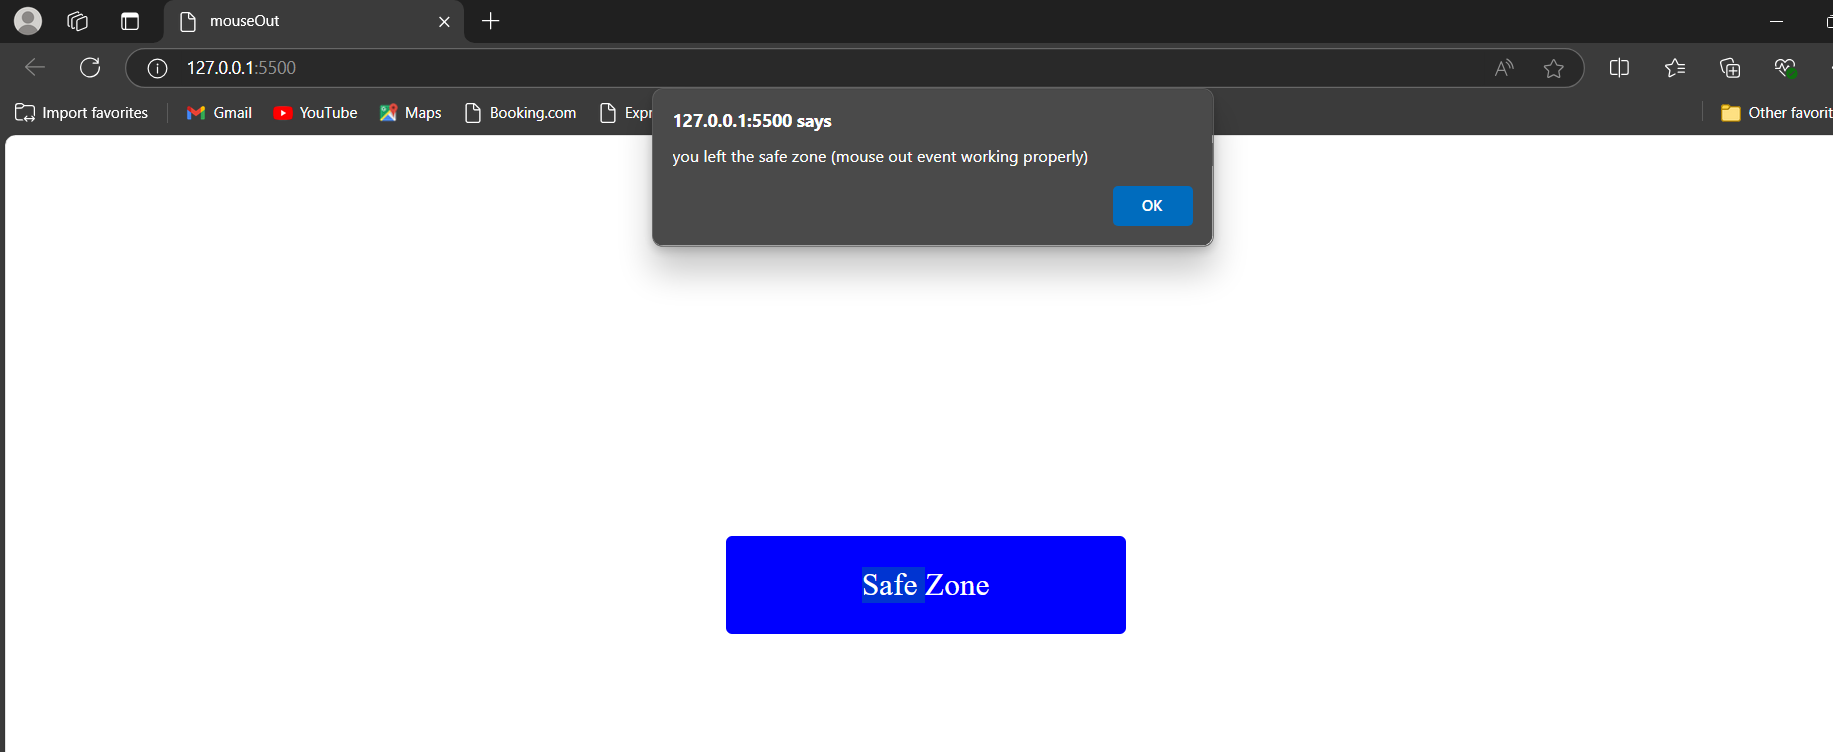 mouseOut
127.0.0.1:5500
Import favorites
Gmail
YouTube
Maps
Booking.com
Expr
Other favorit
127.0.0.1:5500 says
you left the safe zone (mouse out event working properly)
OK
Safe Zone